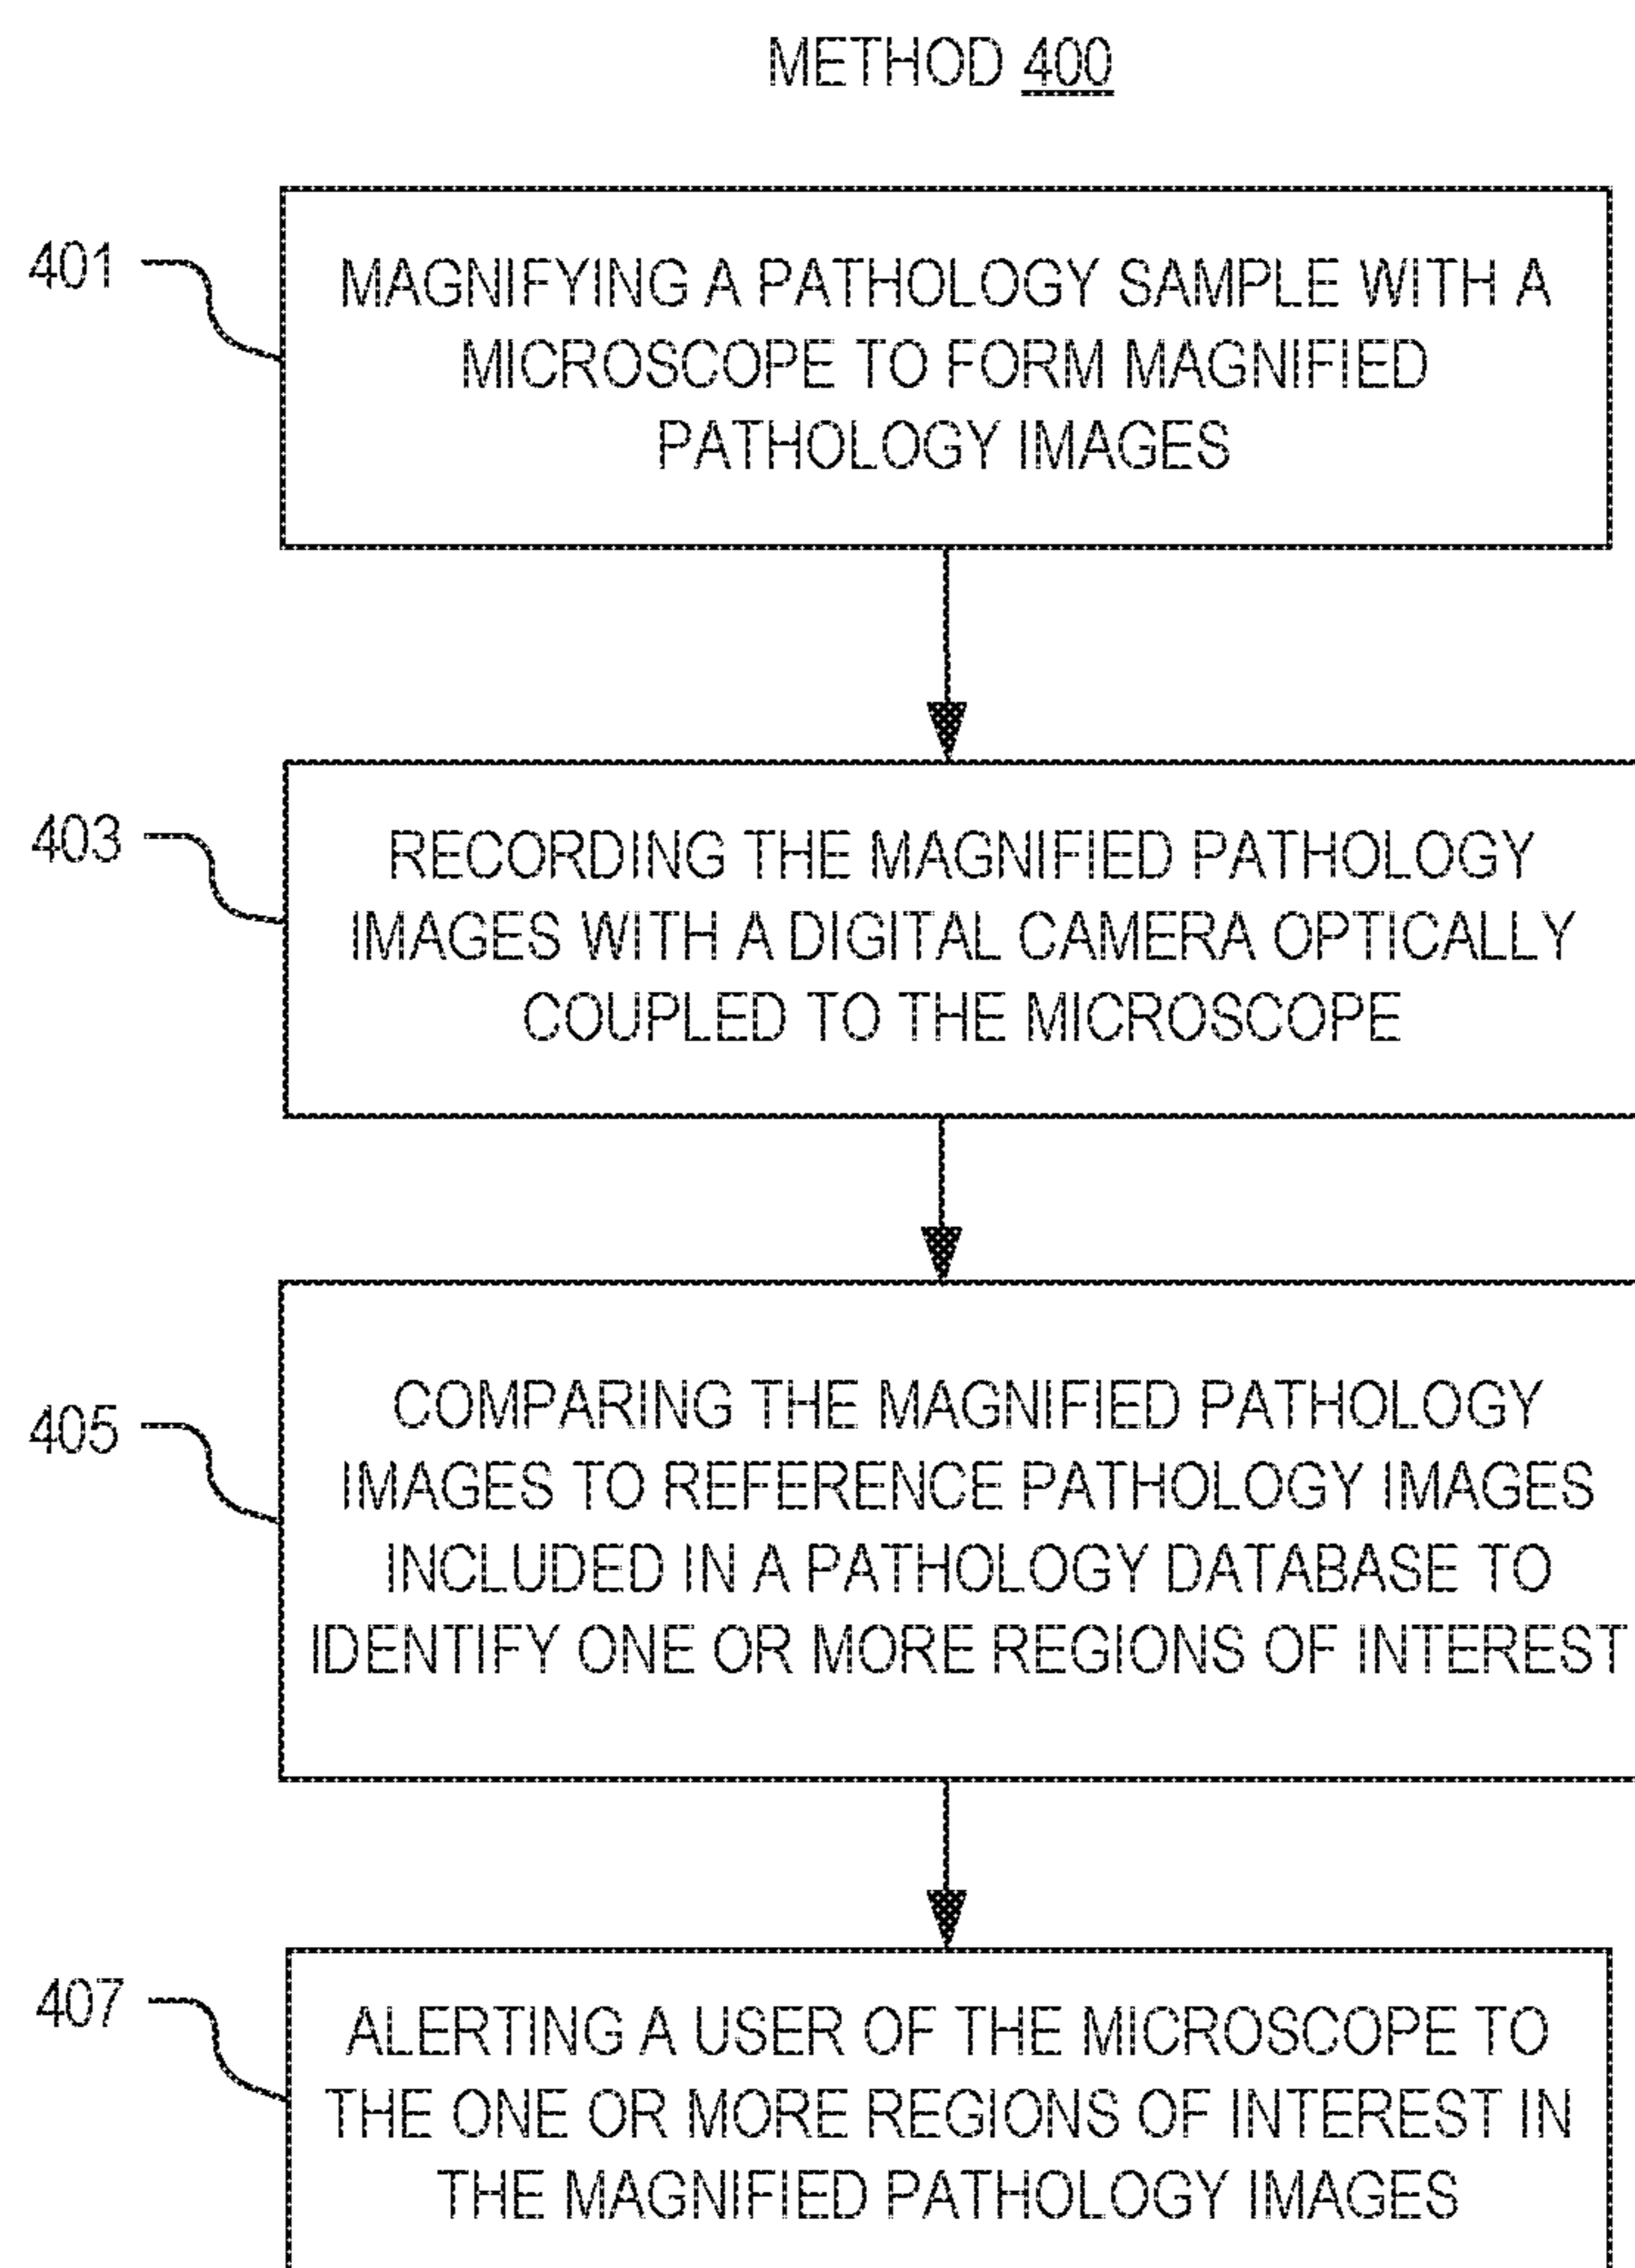 METHOD 400
401
MAGNIFYING A PATHOLOGY SAMPLE WITH A
MICROSCOPE TO FORM MAGNIFIED
PATHOLOGY IMAGES
403
RECORDING THE MAGNIFIED PATHOLOGY
IMAGES WITH A DIGITAL CAMERA OPTICALLY
COUPLED TO THE MICROSCOPE
405
COMPARING THE MAGNIFIED PATHOLOGY
IMAGES TO REFERENCE PATHOLOGY IMAGES
INCLUDED IN A PATHOLOGY DATABASE TO
IDENTIFY ONE OR MORE REGIONS OF INTEREST
407
ALERTING A USER OF THE MICROSCOPE TO
THE ONE OR MORE REGIONS OF INTEREST IN
THE MAGNIFIED PATHOLOGY IMAGES